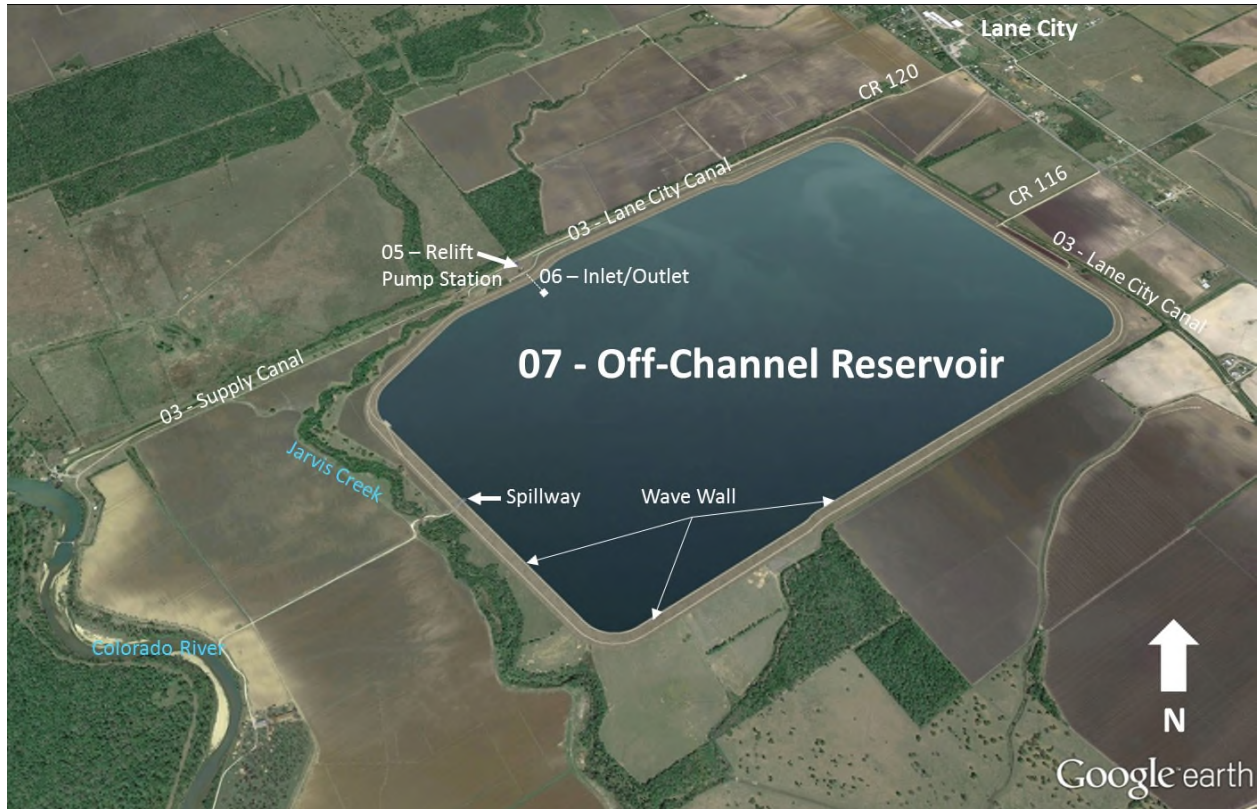 Lane City
CR 120
CR 116
03 - Lane City Canal
03 - Lane City Canal
05 – Relift
Pump Station
06 – Inlet/Outlet
07 - Off-Channel Reservoir
03 - Supply Canal
Jarvis Creek
Spillway
Wave Wall
Colorado River
N
Google earth